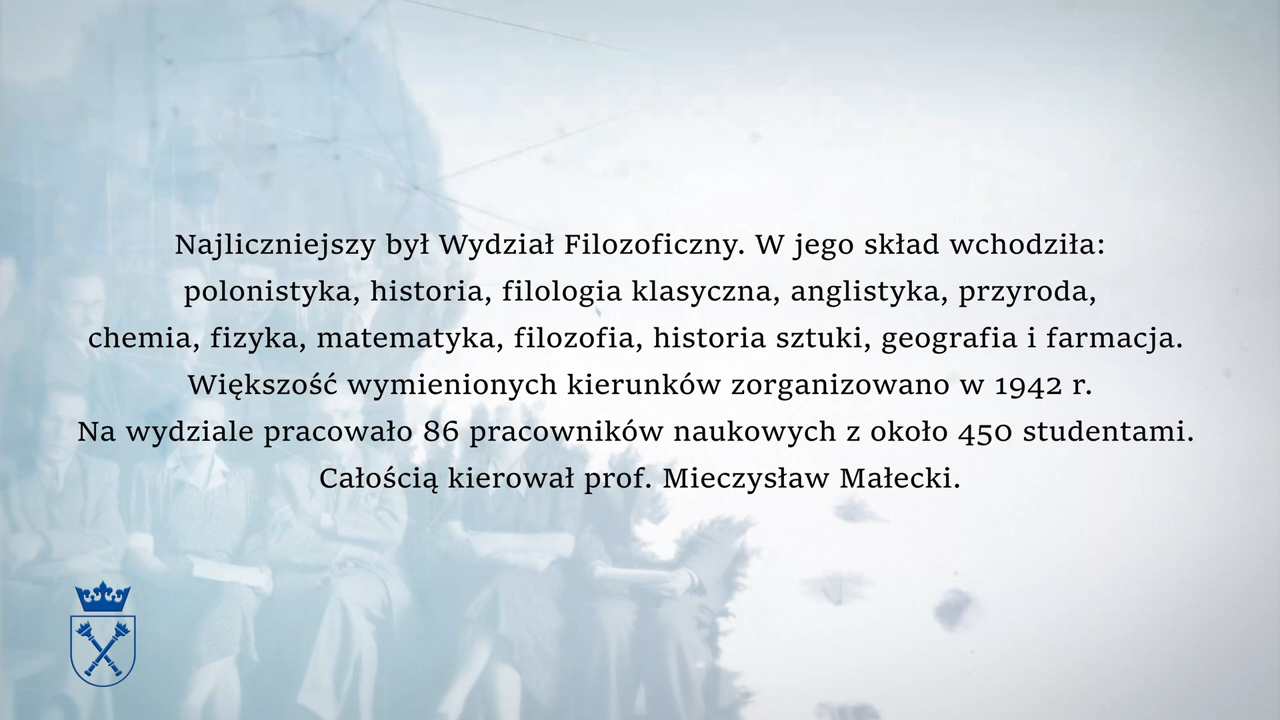 Najliczniejszy był Wydział Filozoficzny. W jego skład wchodziła:
polonistyka, historia, filologia klasyczna, anglistyka, przyroda,
chemia, fizyka, matematyka, filozofia, historia sztuki, geografia i farmacja.
Większość wymienionych kierunków zorganizowano w 1942 r.
Na wydziale pracowało 86 pracowników naukowych z około 450 studentami.
Całością kierował prof. Mieczysław Małecki.